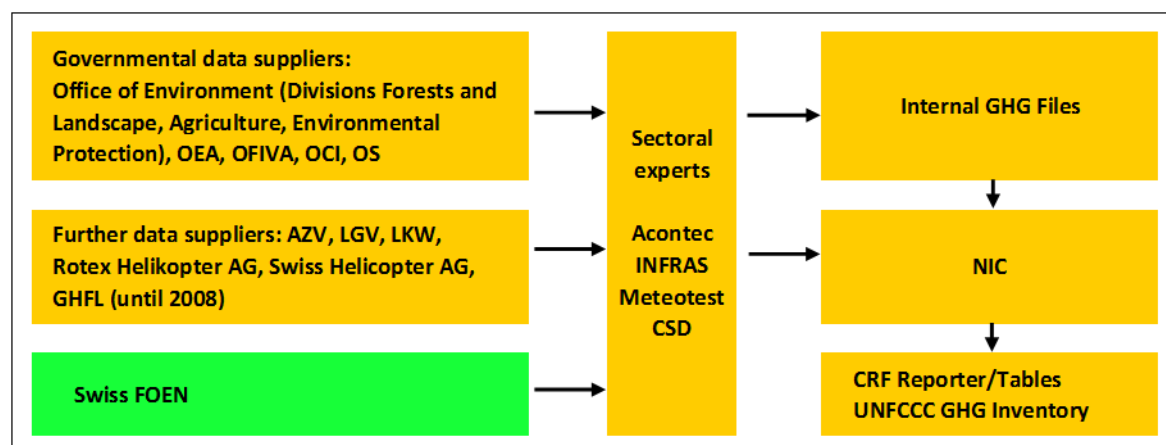 Governmental data suppliers:
Office of Environment (Divisions Forests and
Landscape, Agriculture, Environmental
Protection), OEA, OFIVA, OCI, OS
Further data suppliers: AZV, LGV, LKW,
Rotex Helikopter AG, Swiss Helicopter AG,
GHFL (until 2008)
Swiss FOEN
Sectoral
experts
Acontec
INFRAS
Meteotest
CSD
Internal GHG Files
NIC
CRF Reporter/Tables
UNFCCC GHG Inventory